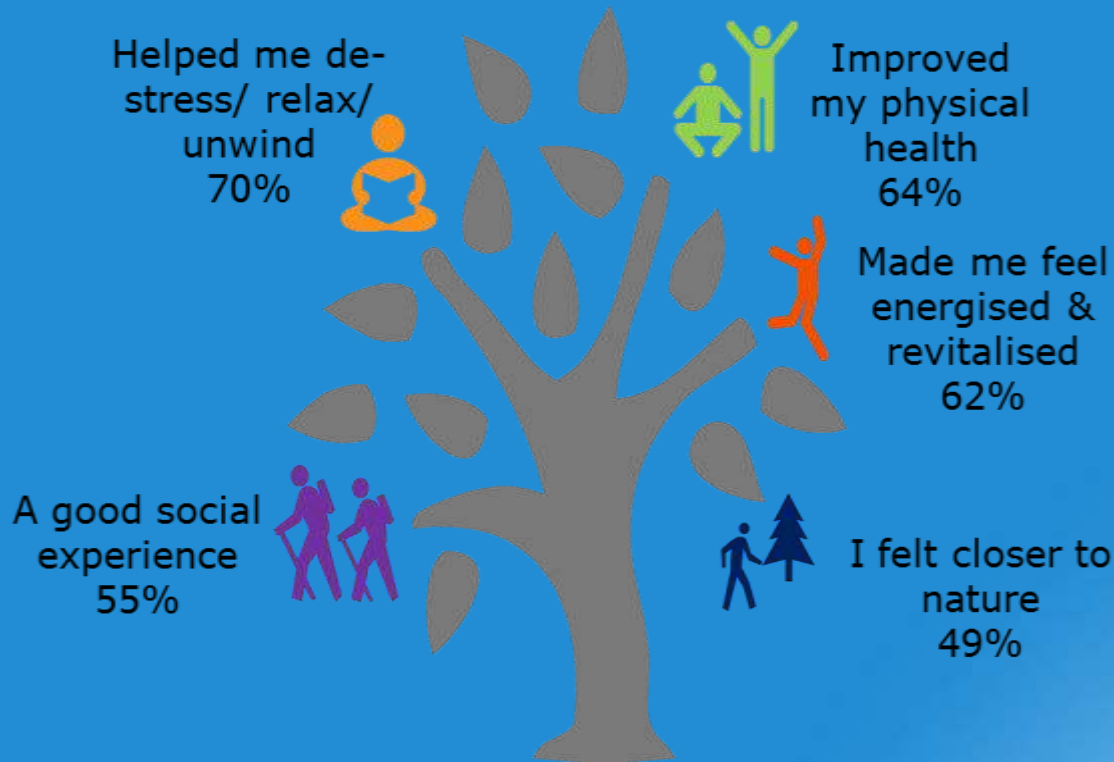 Helped me de-
stress/ relax/
unwind
70%
Improved
my physical
health
64%
Made me feel
energised &
revitalised
62%
A good social
experience
55%
I felt closer to
nature
49%